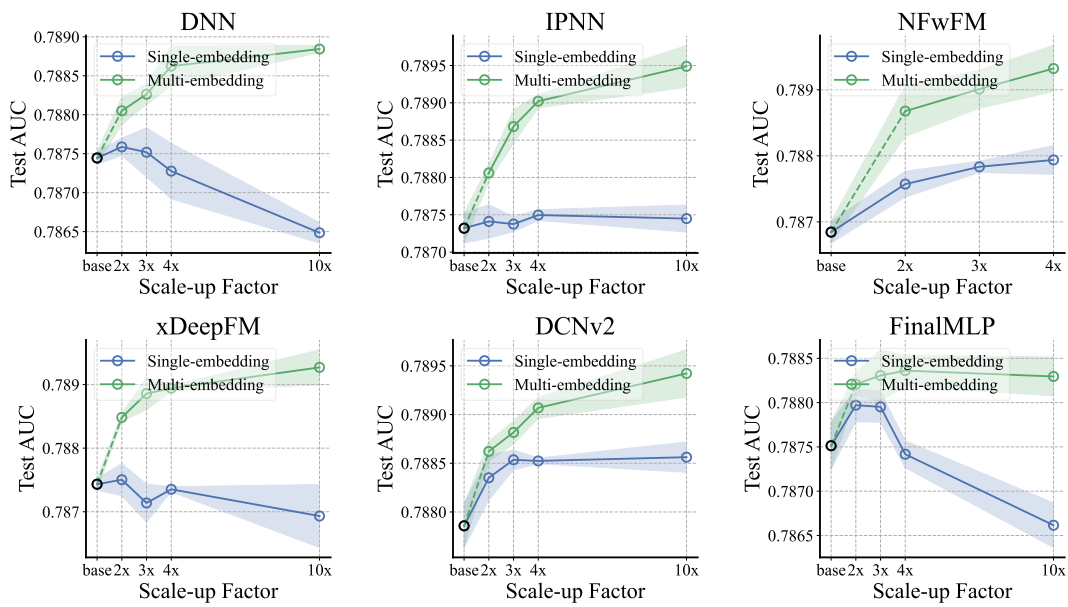 DNN
Test AUC
0.7890
0.7885
0.7880
0.7875
0.7870
0.7865
Single-embedding
Multi-embedding
base 2x 3x 4x 10x
Scale-up Factor
IPNN
Test AUC
0.7895
0.7890
0.7885
0.7880
0.7875
0.7870
Single-embedding
Multi-embedding
base 2x 3x 4x 10x
Scale-up Factor
NFwFM
Test AUC
0.789
0.788
0.787
Single-embedding
Multi-embedding
base 2x 3x 4x
Scale-up Factor
xDeepFM
Test AUC
0.789
0.788
0.787
Single-embedding
Multi-embedding
base 2x 3x 4x 10x
Scale-up Factor
DCNv2
Test AUC
0.7895
0.7890
0.7885
0.7880
Single-embedding
Multi-embedding
base 2x 3x 4x 10x
Scale-up Factor
FinalMLP
Test AUC
0.7885
0.7880
0.7875
0.7870
0.7865
Single-embedding
Multi-embedding
base 2x 3x 4x 10x
Scale-up Factor